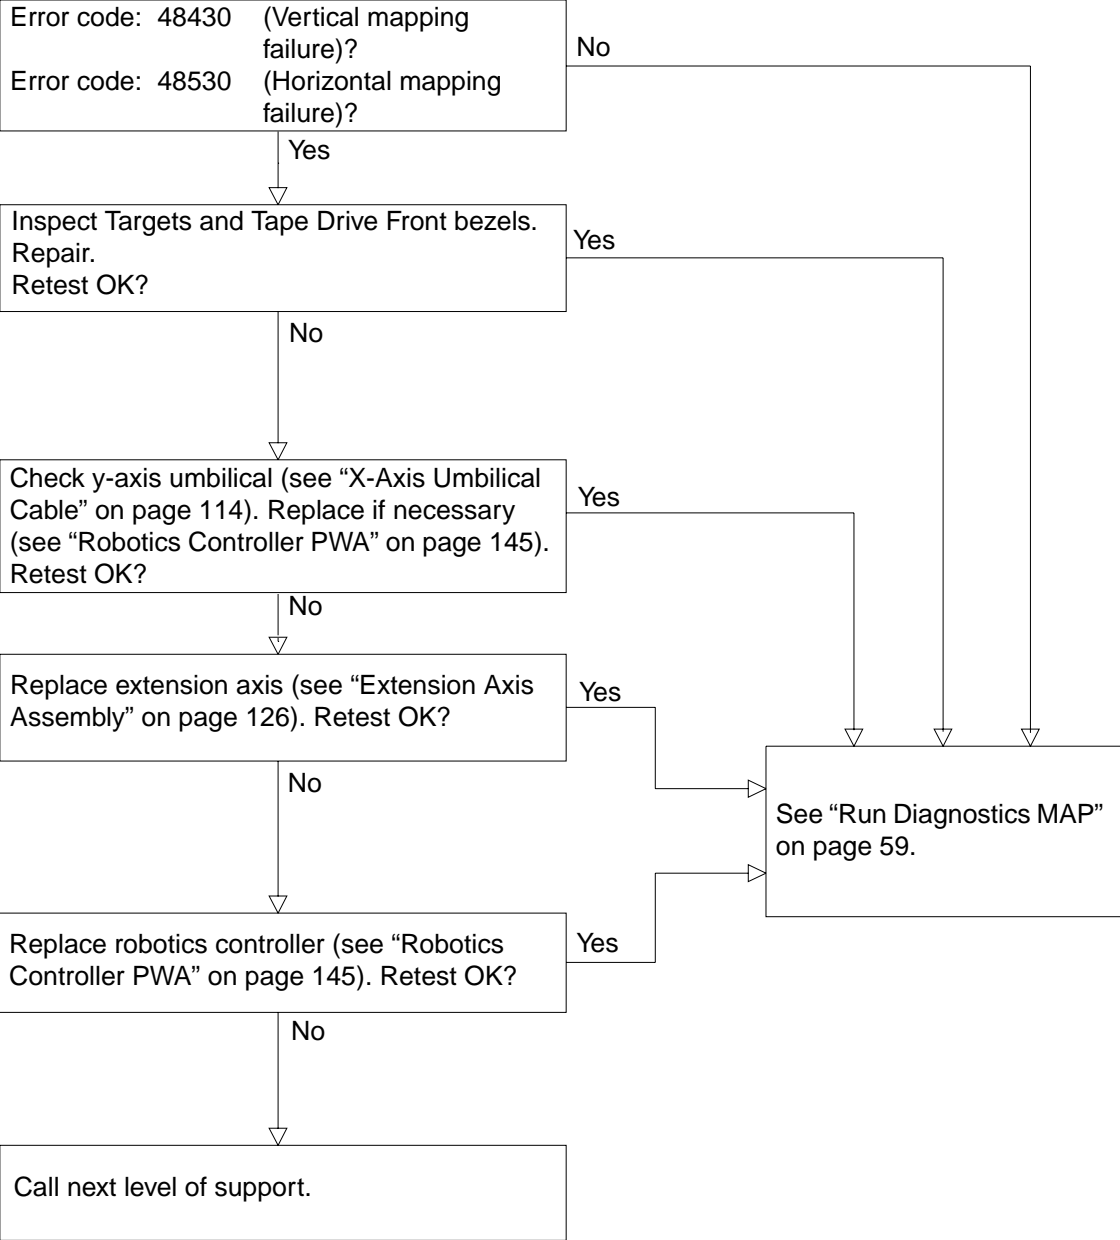 Error code: 48430 (Vertical mapping
failure)?
Error code: 48530 (Horizontal mapping
failure)?
No
Yes
Inspect Targets and Tape Drive Front bezels.
Repair.
Retest OK?
Yes
No
Check y-axis umbilical (see “X-Axis Umbilical
Cable” on page 114). Replace if necessary
(see “Robotics Controller PWA” on page 145).
Retest OK?
Yes
No
Replace extension axis (see “Extension Axis
Assembly” on page 126). Retest OK?
Yes
No
See “Run Diagnostics MAP”
on page 59.
Replace robotics controller (see “Robotics
Controller PWA” on page 145). Retest OK?
Yes
No
Call next level of support.